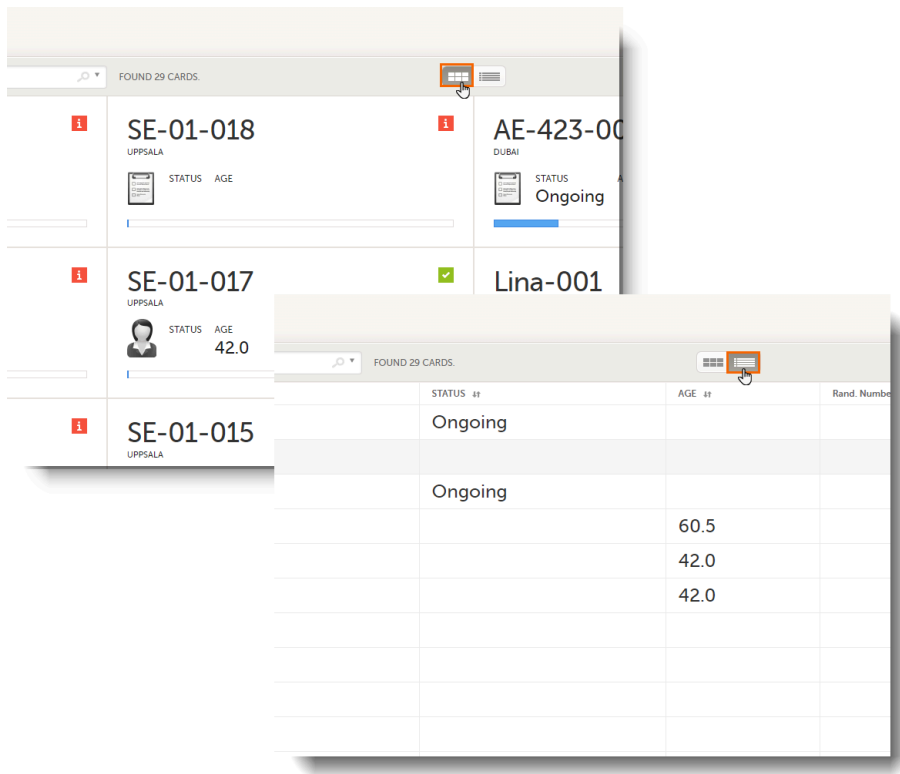 FOUND 29 CARDS.
SE-01-018
UPPSALA
STATUS AGE
AE-423-00
DUBAI
STATUS A
Ongoing
SE-01-017
UPPSALA
STATUS AGE
42.0
Lina-001
SE-01-015
UPPSALA
FOUND 29 CARDS.
STATUS AGE Rand. Numbe
Ongoing
Ongoing
60.5
42.0
42.0